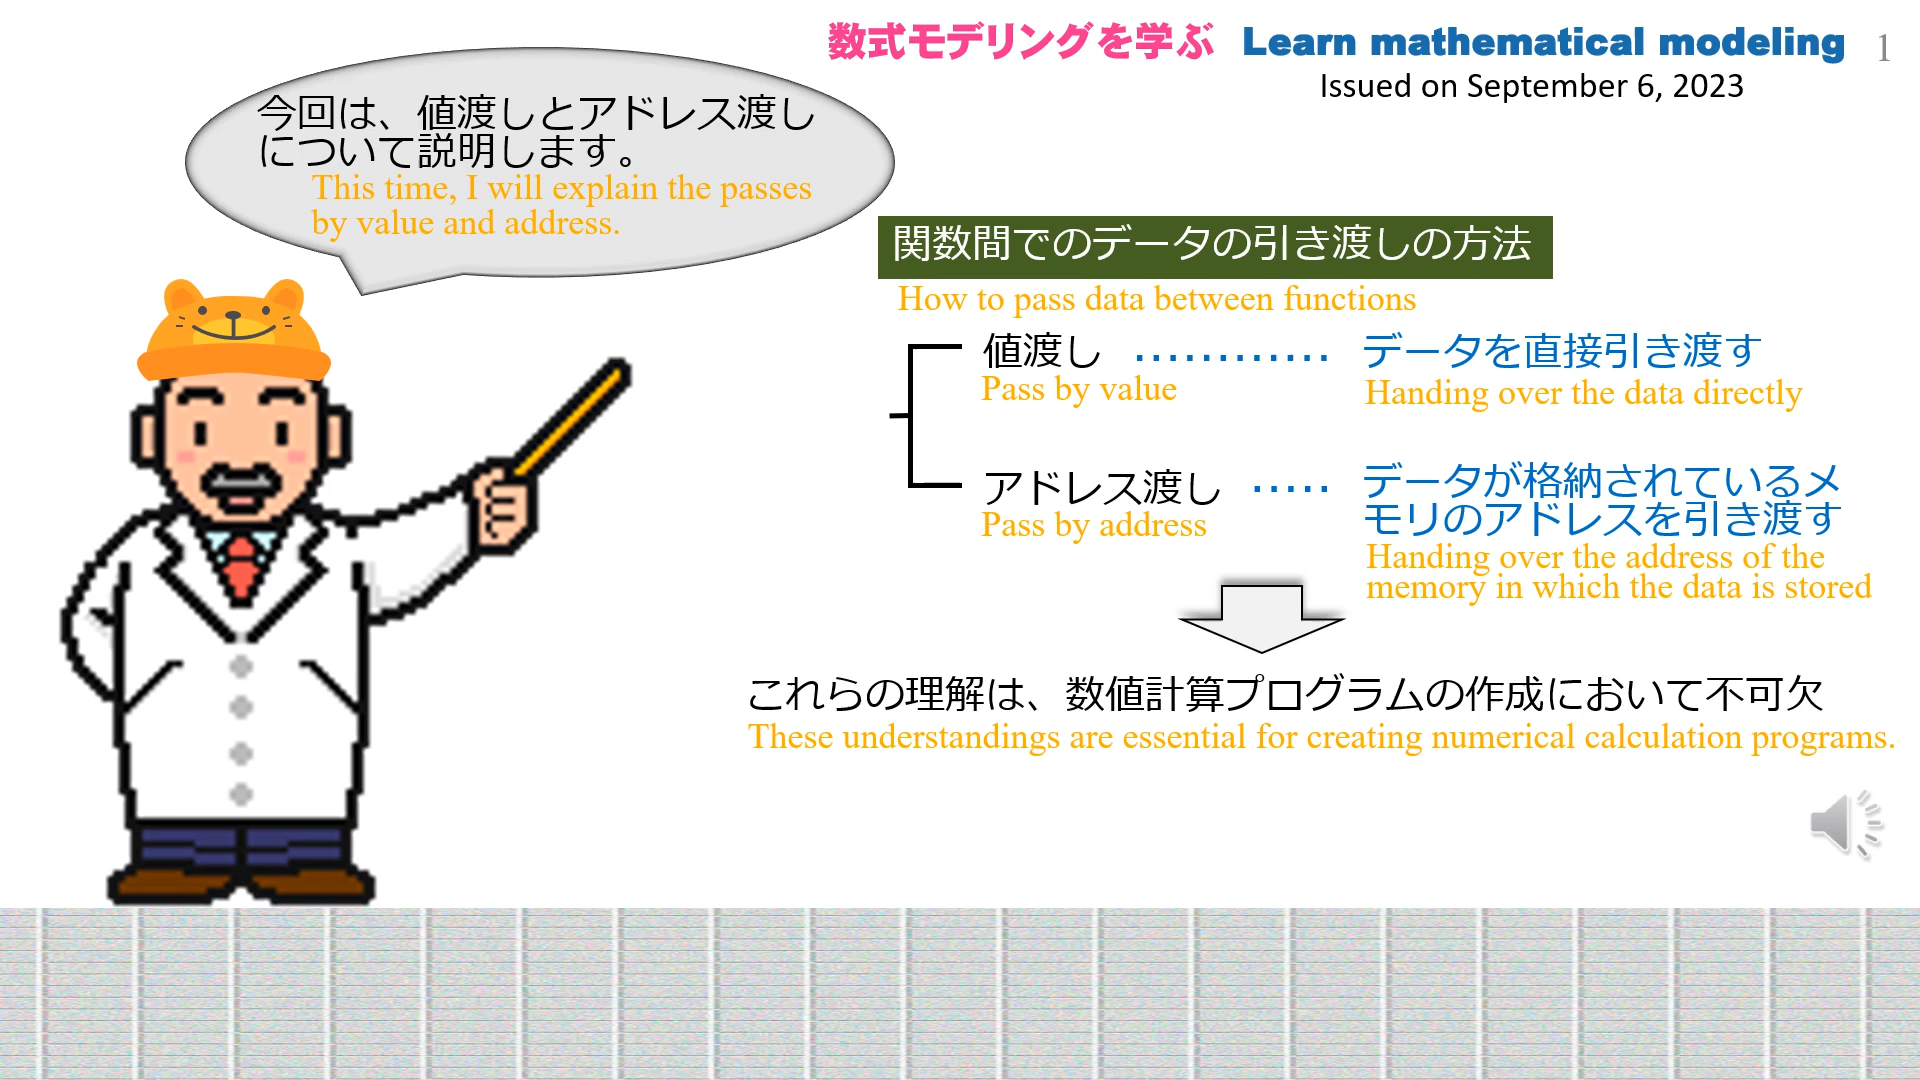 数式モデリングを学ぶ Learn mathematical modeling 1
Issued on September 6, 2023
今回は、値渡しとアドレス渡し
について説明します。
This time, I will explain the passes
by value and address.
関数間でのデータの引き渡しの方法
How to pass data between functions
値渡し ………… データを直接引き渡す
Pass by value
Handing over the data directly
アドレス渡し ‥‥‥ データが格納されているメ
モリのアドレスを引き渡す
Pass by address
Handing over the address of the
memory in which the data is stored
これらの理解は、数値計算プログラムの作成において不可欠
These understandings are essential for creating numerical calculation programs.